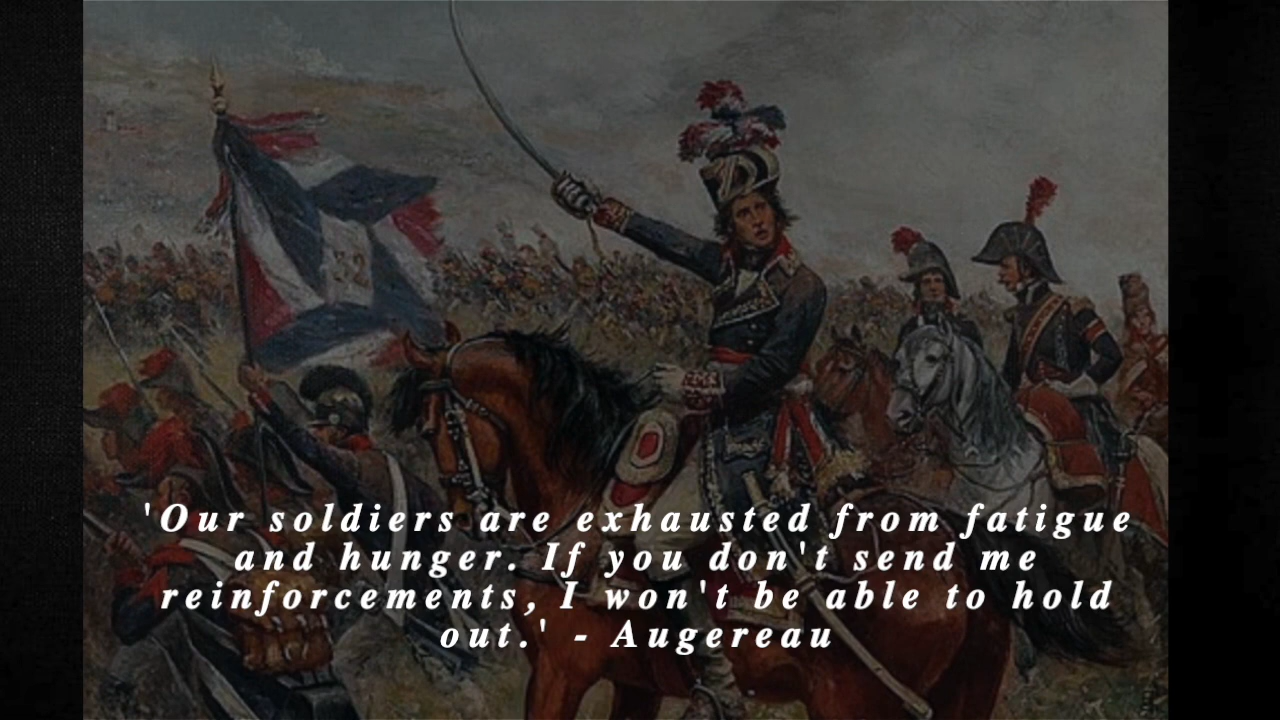 'Our soldiers are exhausted from fatigue
and hunger. If you don't send me
reinforcements, I won't be able to hold
out.' - Augereau